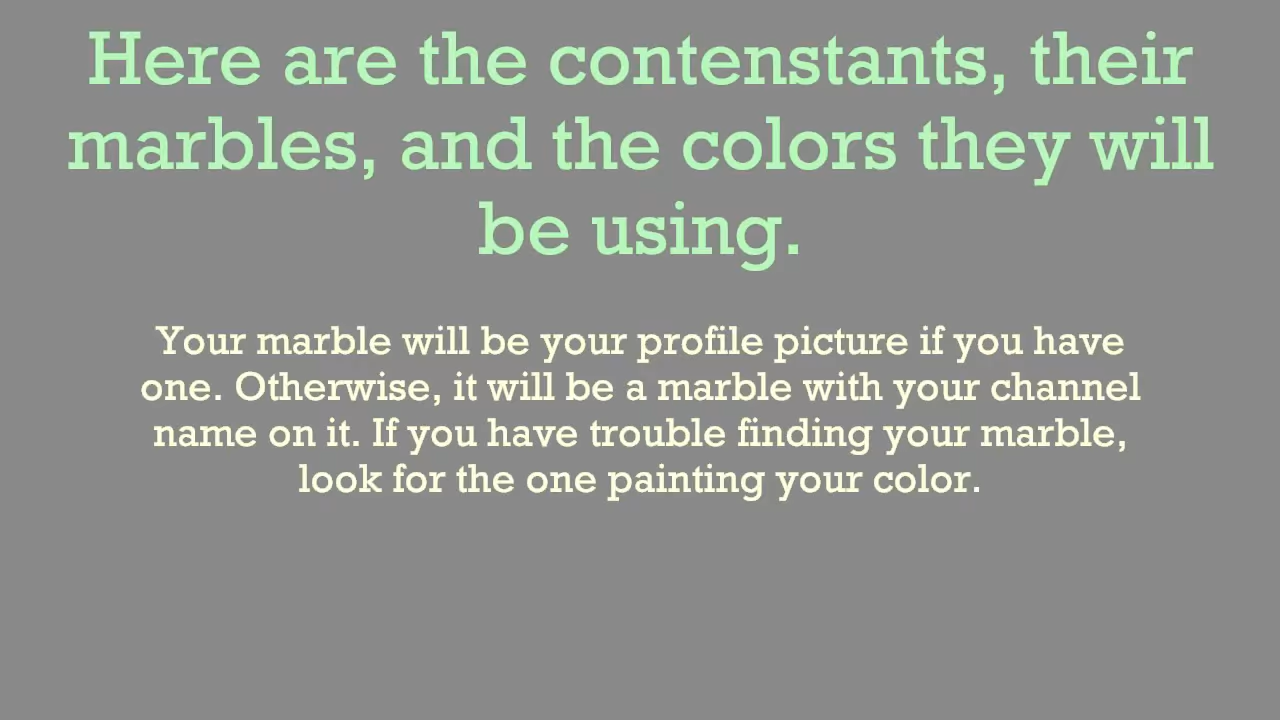 Here are the contenstants, their
marbles, and the colors they will
be using.
Your marble will be your profile picture if you have
one. Otherwise, it will be a marble with your channel
name on it. If you have trouble finding your marble,
look for the one painting your color.